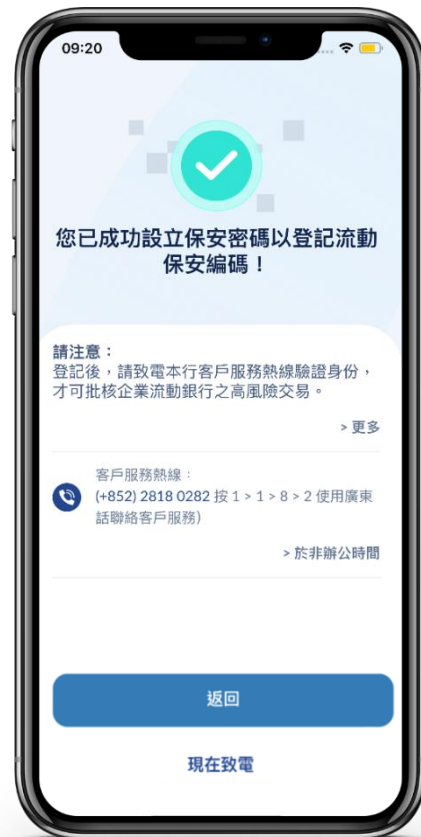 09:20
您已成功設立保安密碼以登記流動
保安編碼！
請注意：
登記後，請致電本行客戶服務熱線驗證身份，
才可批核企業流動銀行之高風險交易。
> 更多
客戶服務熱線：
(+852) 2818 0282 按 1 > 1 > 8 > 2 使用廣東
話聯絡客戶服務)
> 於非辦公時間
返回
現在致電